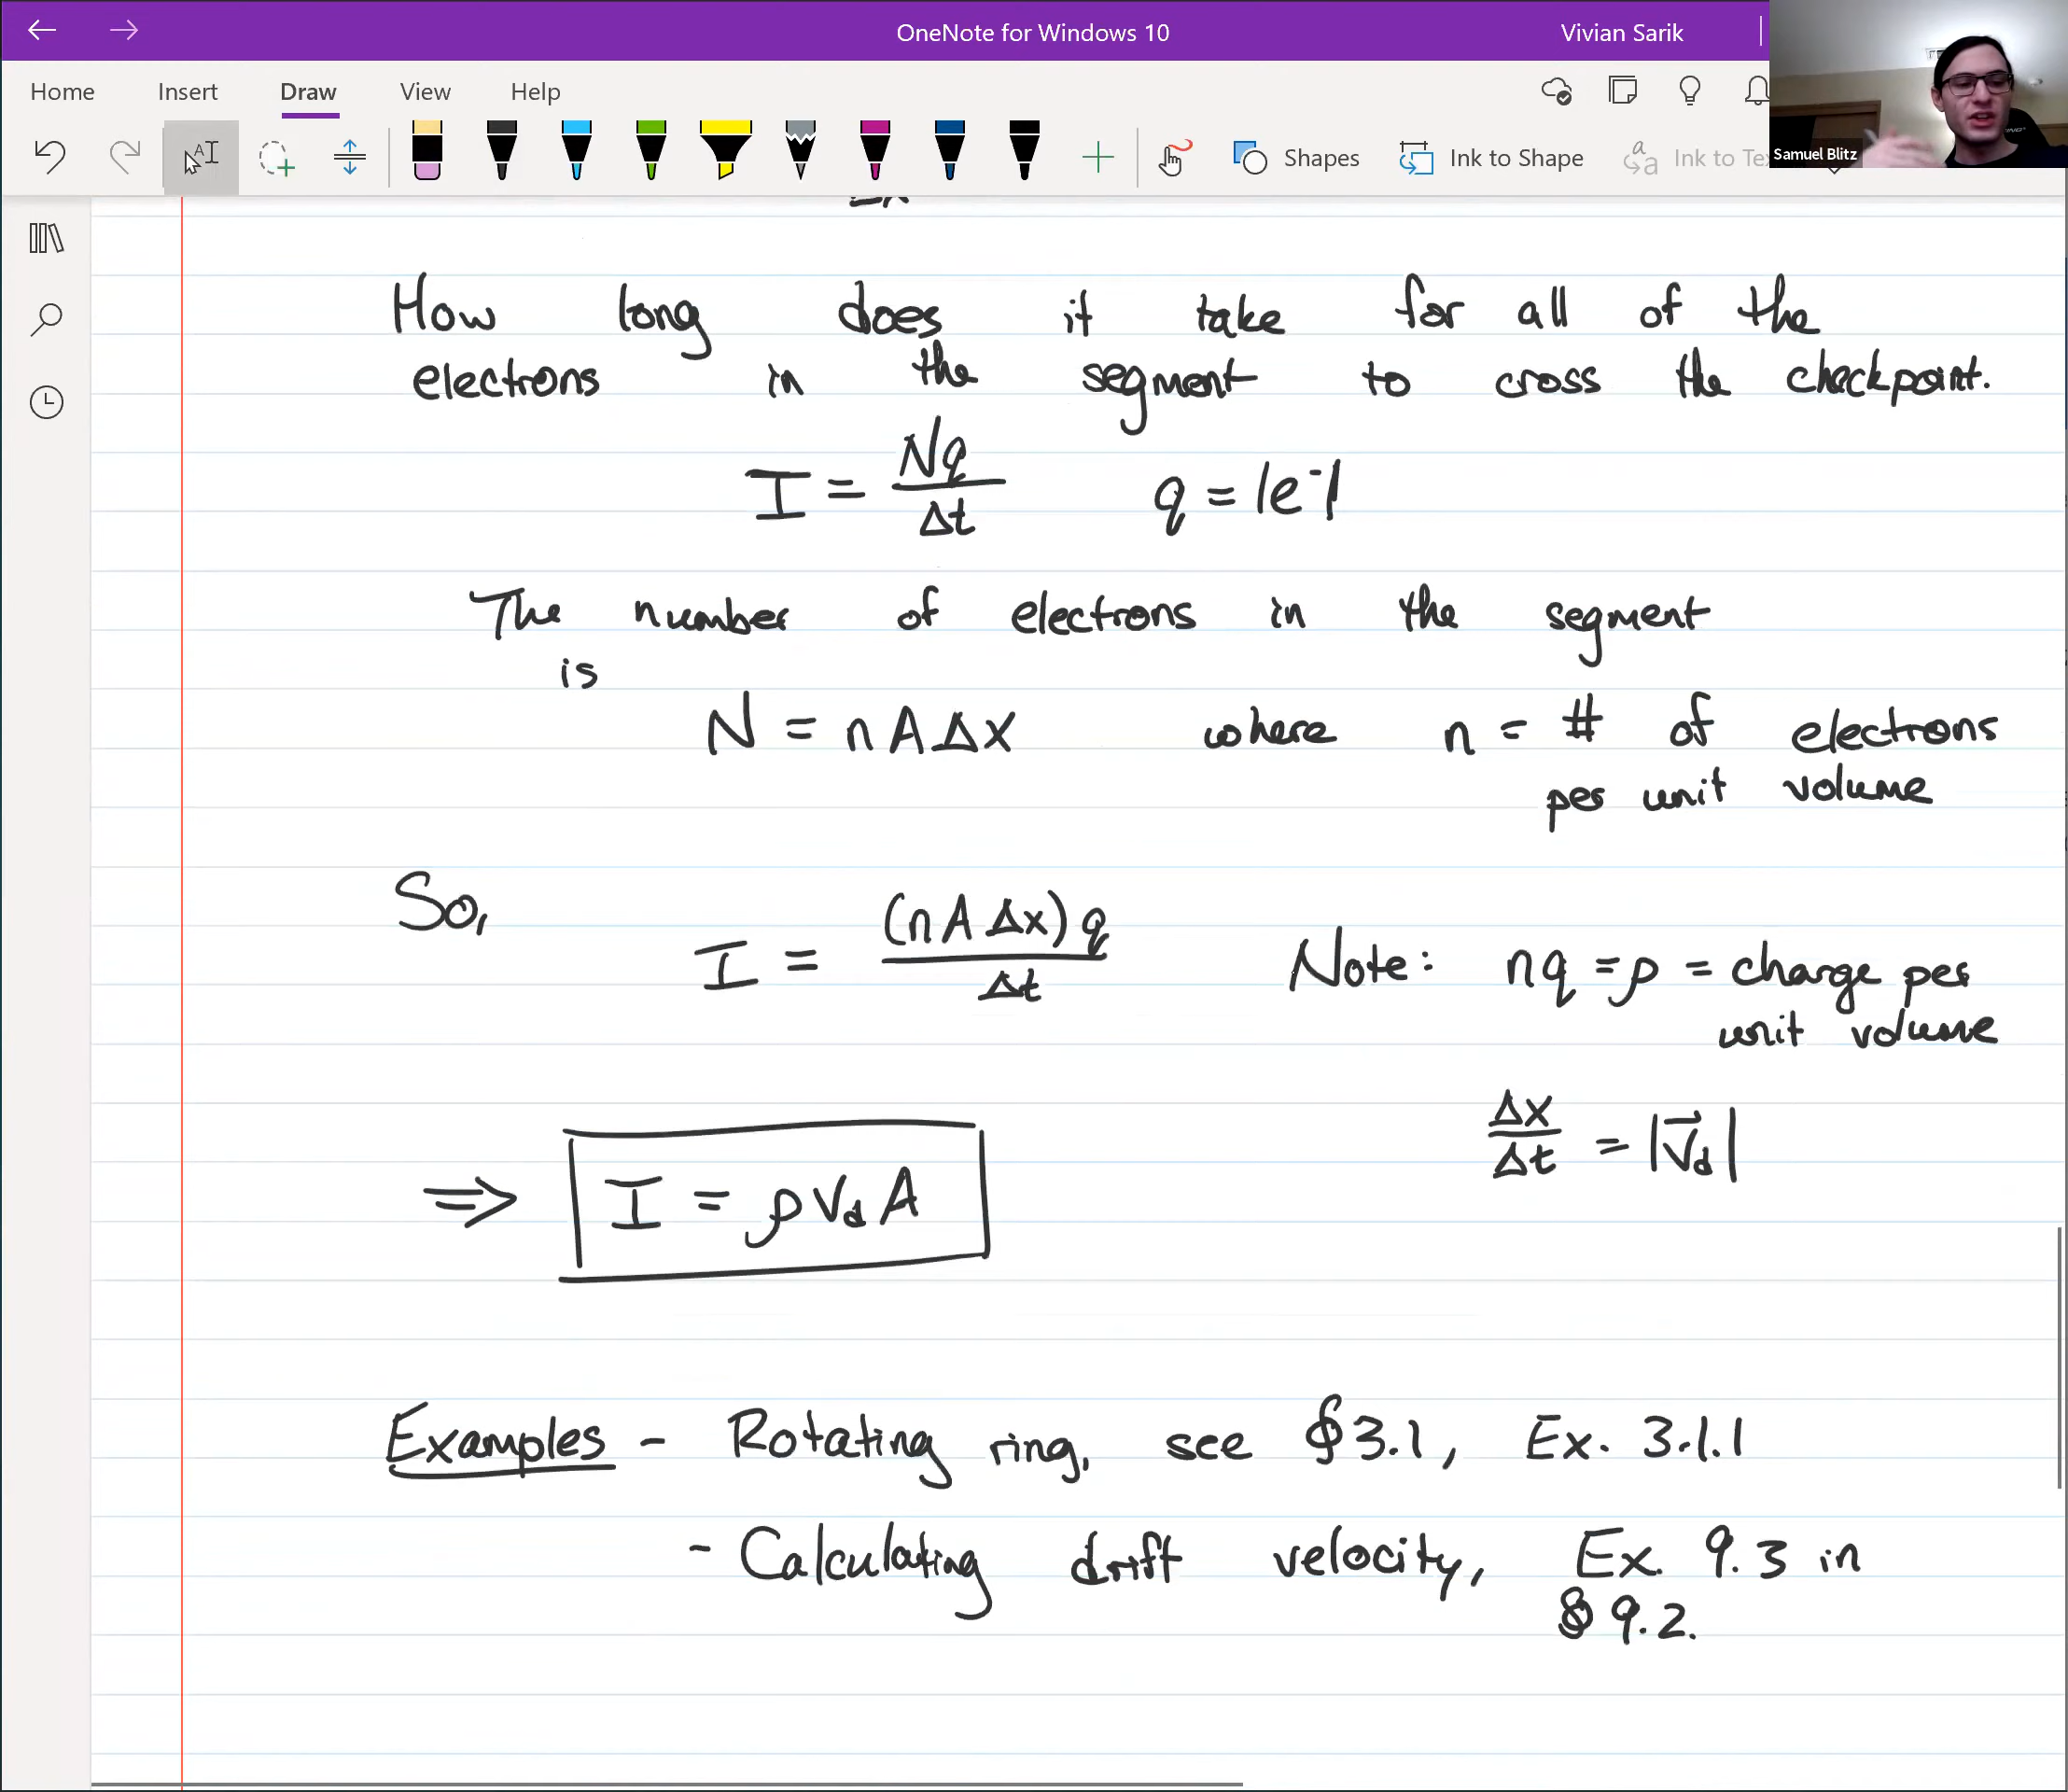 OneNote for Windows 10
Vivian Sarik
Home Insert Draw View Help
Shapes Ink to Shape Ink to Te
Samuel Blitz
How long does it take for all of the
electrons in the segment to cross the checkpoint.
I = Nq/Δt q = |e⁻|
The number of electrons in the segment
is
N = nAΔx where n = # of electrons
per unit volume
So,
I = (nAΔx)q/Δt Note: nq = ρ = charge per
unit volume
Δx/Δt = |v⃗d|
⇒ I = ρvdA
Examples - Rotating ring, see §3.1, Ex. 3.1.1
- Calculating drift velocity, Ex. 9.3 in
§9.2.